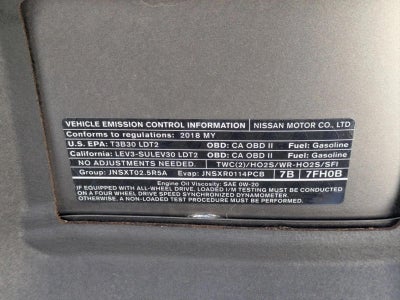 VEHICLE EMISSION CONTROL INFORMATION NISSAN MOTOR CO., LTD
Conforms to regulations: 2018 MY
U.S. EPA: T3B30 LDT2 OBD: CA OBD II Fuel: Gasoline
California: LEV3-SULEV30 LDT2 OBD: CA OBD II Fuel: Gasoline
NO ADJUSTMENTS NEEDED. TWC(2)/HO2S/WR-HO2S/SFI
Group: JNSXT02.5R5A Evap: JNSXR0114PCB 7B 7FH0B
Engine Oil Viscosity: SAE 0W-20
IF EQUIPPED WITH ALL-WHEEL DRIVE, LOADED I/M TESTING MUST BE CONDUCTED
ON A FOUR WHEEL DRIVE SPEED SYNCHRONIZED DYNAMOMETER.
OTHERWISE, A NON-LOADED TEST PROCEDURE MUST BE PERFORMED.